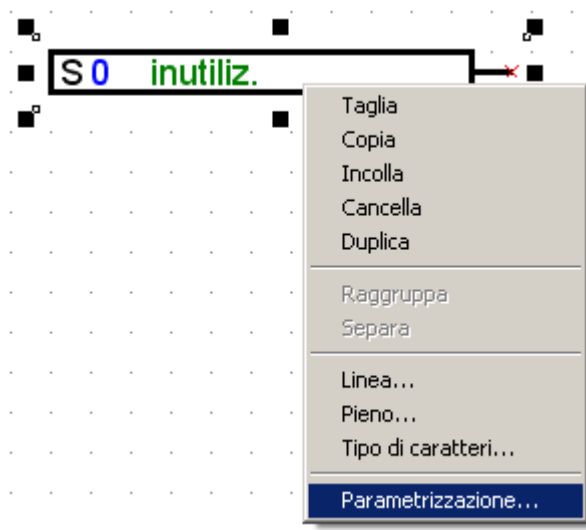 S 0 inutiliz.
Taglia
Copia
Incolla
Cancella
Duplica
Raggruppa
Separa
Linea...
Pieno...
Tipo di caratteri...
Parametrizzazione...